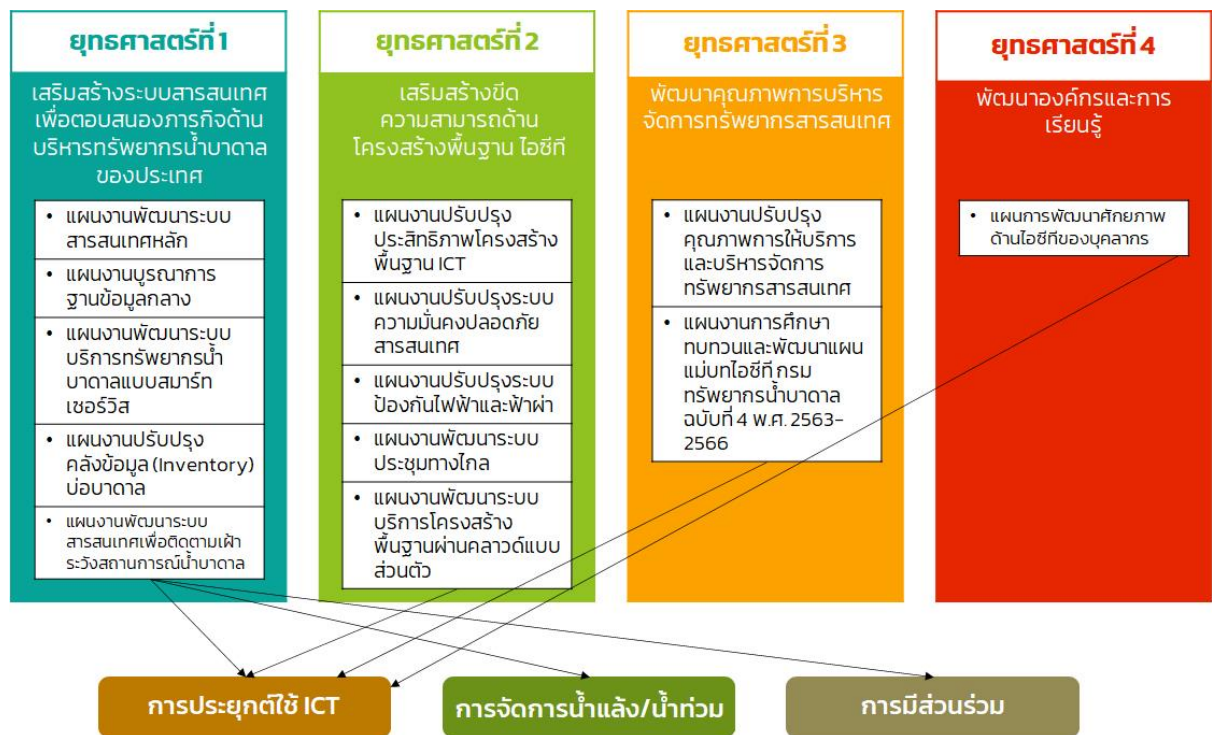 ยุทธศาสตร์ที่ 1
เสริมสร้างระบบสารสนเทศ
เพื่อตอบสนองภารกิจด้าน
บริหารทรัพยากรน้ำบาดาล
ของประเทศ
• แผนงานพัฒนาระบบ
สารสนเทศหลัก
• แผนงานบูรณาการ
ฐานข้อมูลกลาง
• แผนงานพัฒนาระบบ
บริการทรัพยากรน้ำ
บาดาลแบบสมาร์ท
เซอร์วิส
• แผนงานปรับปรุง
คลังข้อมูล (Inventory)
บ่อบาดาล
• แผนงานพัฒนาระบบ
สารสนเทศเพื่อติดตามเฝ้า
ระวังสถานการณ์น้ำบาดาล
ยุทธศาสตร์ที่ 2
เสริมสร้างขีด
ความสามารถด้าน
โครงสร้างพื้นฐาน ไอซีที
• แผนงานปรับปรุง
ประสิทธิภาพโครงสร้าง
พื้นฐาน ICT
• แผนงานปรับปรุงระบบ
ความมั่นคงปลอดภัย
สารสนเทศ
• แผนงานปรับปรุงระบบ
ป้องกันไฟฟ้าและฟ้าผ่า
• แผนงานพัฒนาระบบ
ประชุมทางไกล
• แผนงานพัฒนาระบบ
บริการโครงสร้าง
พื้นฐานผ่านคลาวด์แบบ
ส่วนตัว
ยุทธศาสตร์ที่ 3
พัฒนาคุณภาพการบริหาร
จัดการทรัพยากรสารสนเทศ
• แผนงานปรับปรุง
คุณภาพการให้บริการ
และบริหารจัดการ
ทรัพยากรสารสนเทศ
• แผนงานการศึกษา
ทบทวนและพัฒนาแผน
แม่บทไอซีที กรม
ทรัพยากรน้ำบาดาล
ฉบับที่ 4 พ.ศ. 2563-
2566
ยุทธศาสตร์ที่ 4
พัฒนาองค์กรและการ
เรียนรู้
• แผนการพัฒนาศักยภาพ
ด้านไอซีทีของบุคลากร
การประยุกต์ใช้ ICT
การจัดการน้ำแล้ง/น้ำท่วม
การมีส่วนร่วม